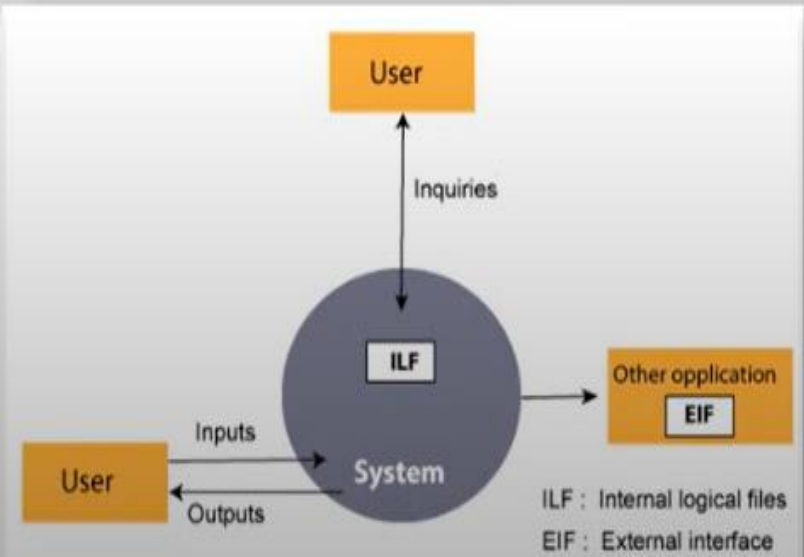 User
Inquiries
ILF
Other opplication
EIF
Inputs
User
System
Outputs
ILF : Internal logical files
EIF : External interface